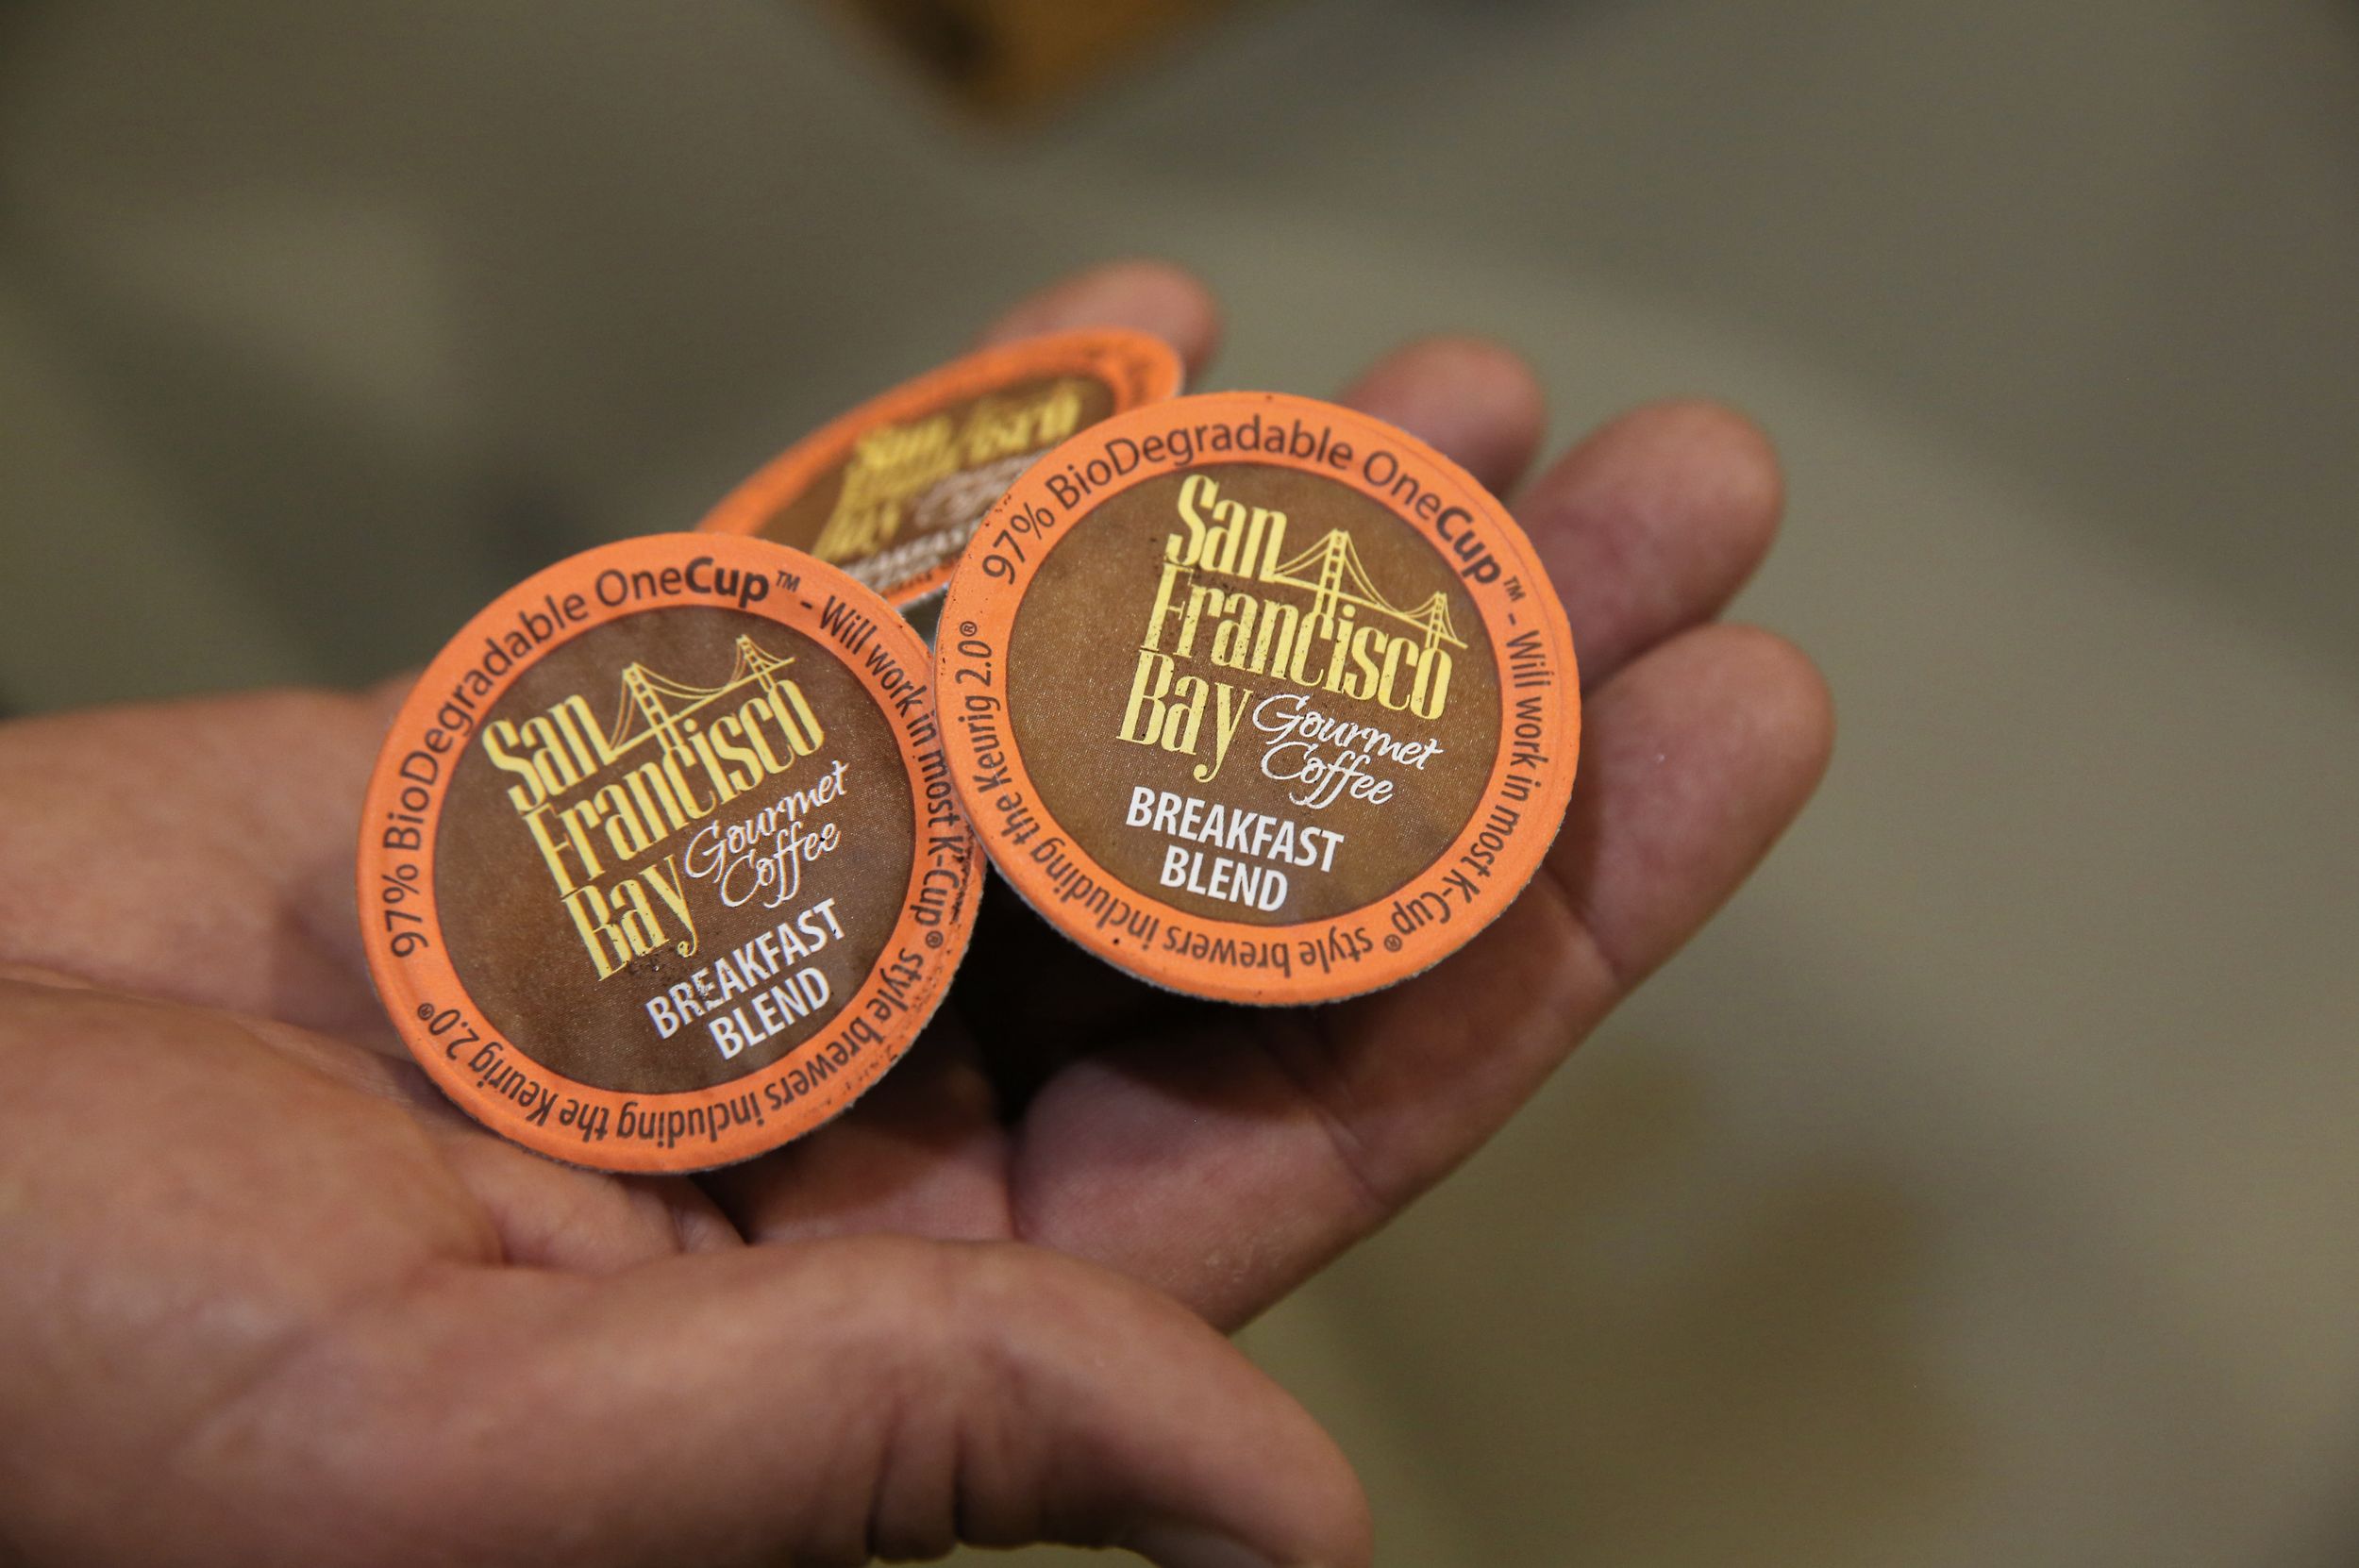 97% BioDegradable OneCup™ - Will work in most K-Cup® style brewers including the Keurig 2.0®
San
Francisco
Bay
Gourmet
Coffee
BREAKFAST
BLEND
97% BioDegradable OneCup™ - Will work in most K-Cup® style brewers including the Keurig 2.0®
San
Francisco
Bay
Gourmet
Coffee
BREAKFAST
BLEND
San
Bay